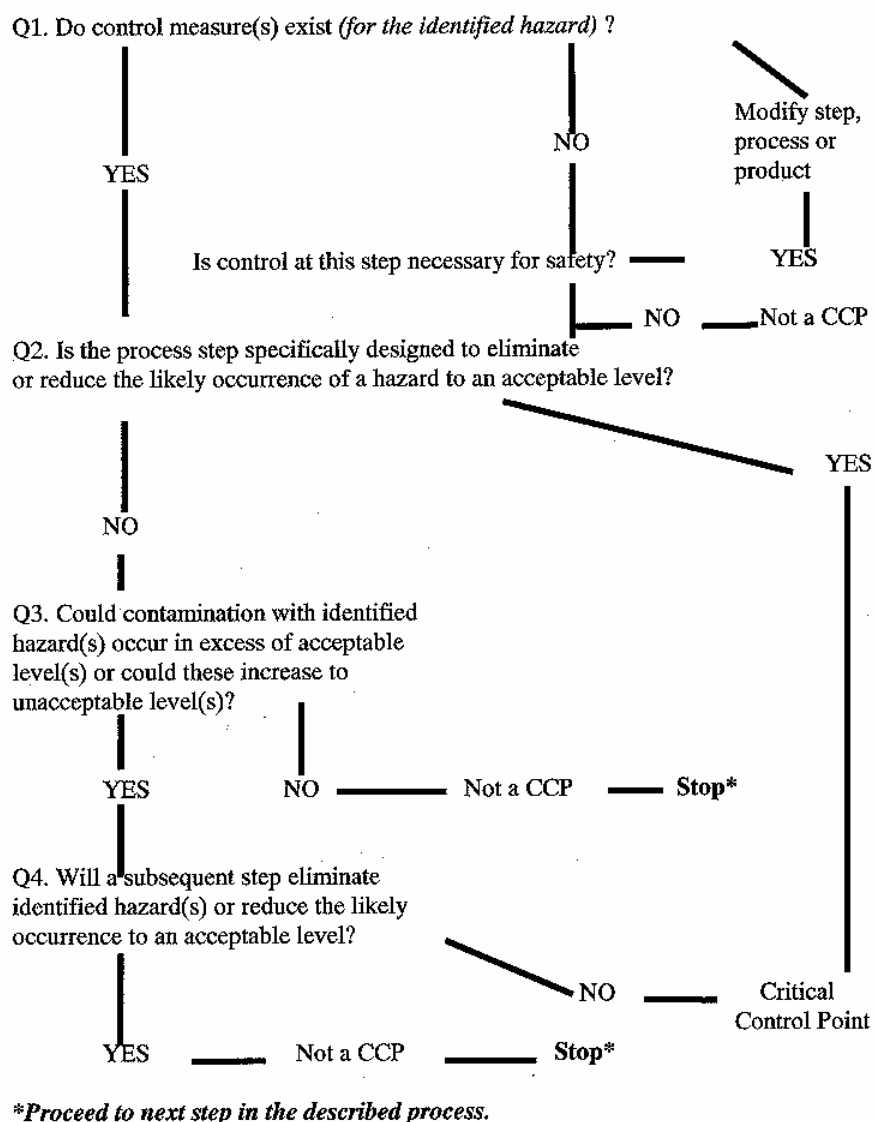 Q1. Do control measure(s) exist (for the identified hazard) ?
Modify step,
process or
product
NO
YES
Is control at this step necessary for safety?
YES
NO
Not a CCP
Q2. Is the process step specifically designed to eliminate
or reduce the likely occurrence of a hazard to an acceptable level?
YES
NO
Q3. Could contamination with identified
hazard(s) occur in excess of acceptable
level(s) or could these increase to
unacceptable level(s)?
YES
NO
Not a CCP
Stop*
Q4. Will a subsequent step eliminate
identified hazard(s) or reduce the likely
occurrence to an acceptable level?
NO
Critical
Control Point
YES
Not a CCP
Stop*
*Proceed to next step in the described process.